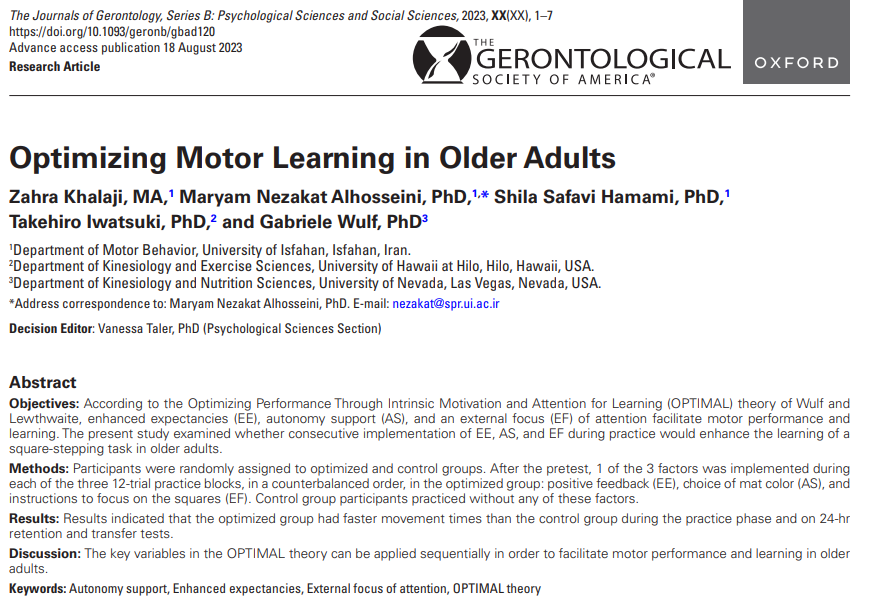 The Journals of Gerontology, Series B: Psychological Sciences and Social Sciences, 2023, XX(XX), 1–7
https://doi.org/10.1093/geronb/gbad120
Advance access publication 18 August 2023
Research Article
THE
GERONTOLOGICAL
SOCIETY OF AMERICA®
OXFORD
Optimizing Motor Learning in Older Adults
Zahra Khalaji, MA,1 Maryam Nezakat Alhosseini, PhD,1,* Shila Safavi Hamami, PhD,1
Takehiro Iwatsuki, PhD,2 and Gabriele Wulf, PhD3
1Department of Motor Behavior, University of Isfahan, Isfahan, Iran.
2Department of Kinesiology and Exercise Sciences, University of Hawaii at Hilo, Hilo, Hawaii, USA.
3Department of Kinesiology and Nutrition Sciences, University of Nevada, Las Vegas, Nevada, USA.
*Address correspondence to: Maryam Nezakat Alhosseini, PhD. E-mail: nezakat@spr.ui.ac.ir
Decision Editor: Vanessa Taler, PhD (Psychological Sciences Section)
Abstract
Objectives: According to the Optimizing Performance Through Intrinsic Motivation and Attention for Learning (OPTIMAL) theory of Wulf and
Lewthwaite, enhanced expectancies (EE), autonomy support (AS), and an external focus (EF) of attention facilitate motor performance and
learning. The present study examined whether consecutive implementation of EE, AS, and EF during practice would enhance the learning of a
square-stepping task in older adults.
Methods: Participants were randomly assigned to optimized and control groups. After the pretest, 1 of the 3 factors was implemented during
each of the three 12-trial practice blocks, in a counterbalanced order, in the optimized group: positive feedback (EE), choice of mat color (AS), and
instructions to focus on the squares (EF). Control group participants practiced without any of these factors.
Results: Results indicated that the optimized group had faster movement times than the control group during the practice phase and on 24-hr
retention and transfer tests.
Discussion: The key variables in the OPTIMAL theory can be applied sequentially in order to facilitate motor performance and learning in older
adults.
Keywords: Autonomy support, Enhanced expectancies, External focus of attention, OPTIMAL theory